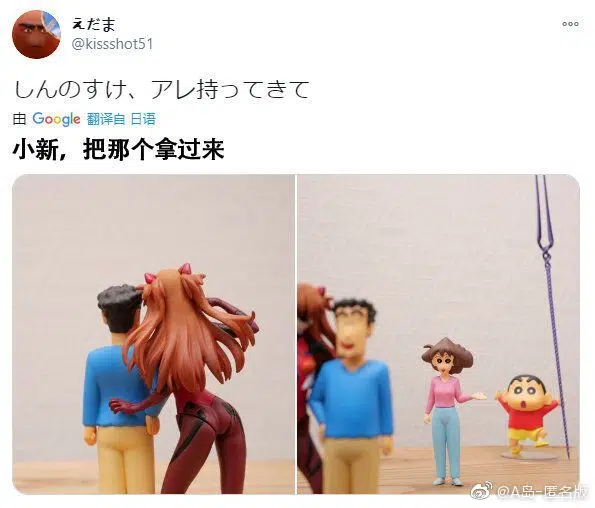 えだま
@kissshot51
しんのすけ、アレ持ってきて
由 Google 翻译自 日语
小新，把那个拿过来
@A岛-匿名版